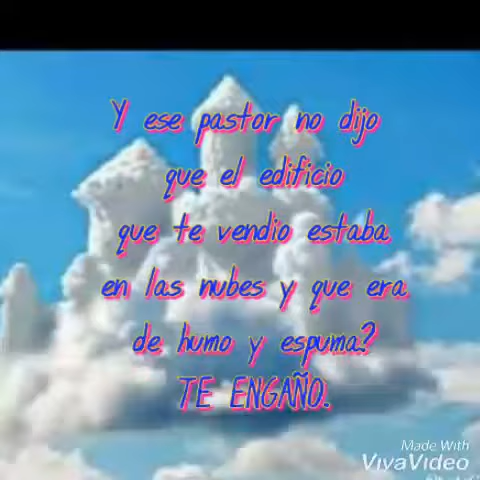 Y ese pastor no dijo
que el edificio
que te vendio estaba
en las nubes y que era
de humo y espuma?
TE ENGAÑO.
Made With
VivaVideo